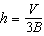 h = V / 3B